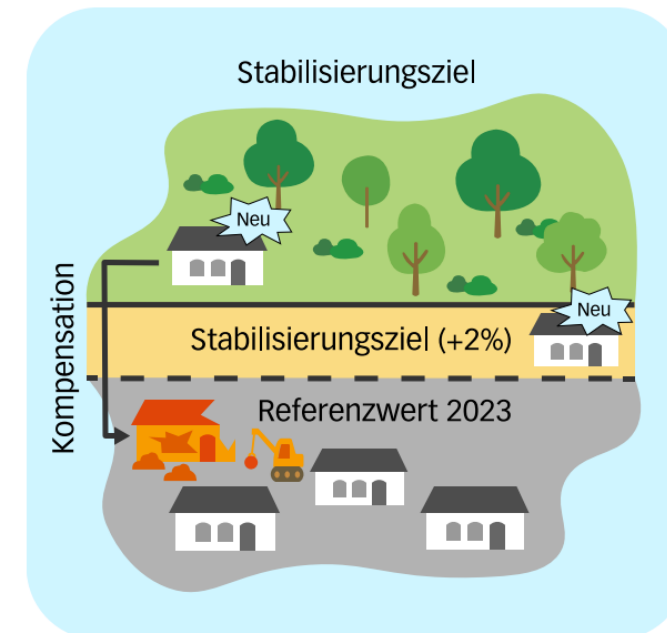 Stabilisierungsziel
Neu
Neu
Kompensation
Stabilisierungsziel (+2%)
Referenzwert 2023